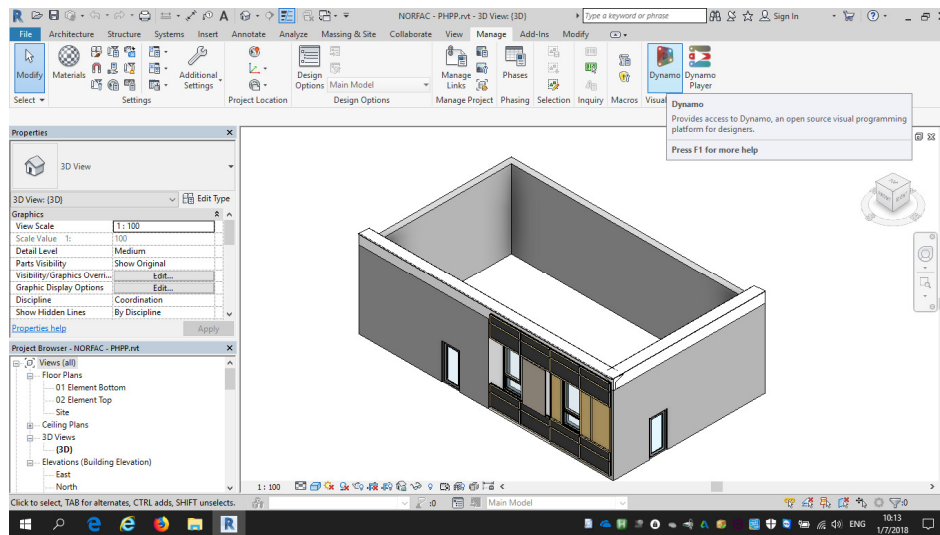 NORFAC - PHPP.rvt - 3D View: {3D}
Type a keyword or phrase
Sign In
File Architecture Structure Systems Insert Annotate Analyze Massing & Site Collaborate View Manage Add-Ins Modify
Modify
Materials
Additional Settings
Design Options
Main Model
Manage Links
Phases
Dynamo
Dynamo Player
Select
Settings
Project Location
Design Options
Manage Project
Phasing
Selection
Inquiry
Macros
Visual
Dynamo
Provides access to Dynamo, an open source visual programming
platform for designers.
Press F1 for more help
Properties
3D View
3D View: {3D}
Edit Type
Graphics
View Scale 1 : 100
Scale Value 1: 100
Detail Level Medium
Parts Visibility Show Original
Visibility/Graphics Overri... Edit...
Graphic Display Options Edit...
Discipline Coordination
Show Hidden Lines By Discipline
Properties help
Apply
Project Browser - NORFAC - PHPP.rvt
Views (all)
Floor Plans
01 Element Bottom
02 Element Top
Site
Ceiling Plans
3D Views
{3D}
Elevations (Building Elevation)
East
North
1 : 100
Click to select, TAB for alternates, CTRL adds, SHIFT unselects.
:0
Main Model
:0
ENG
10:13
1/7/2018